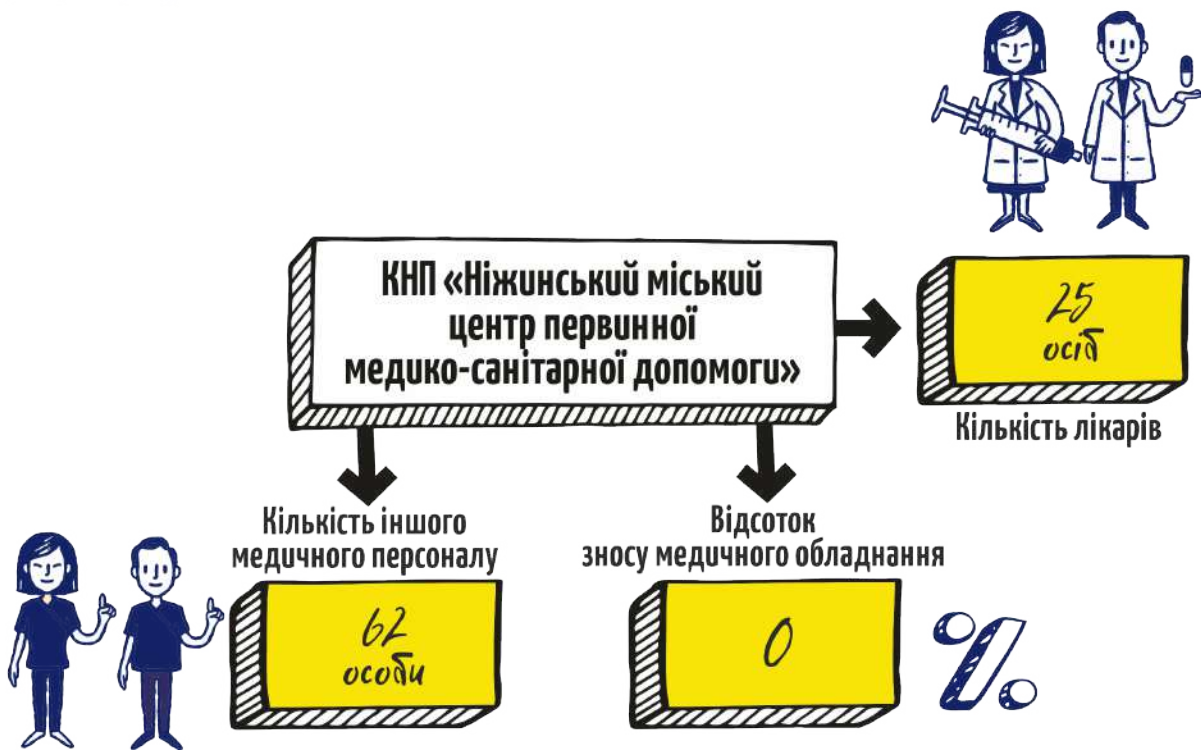 КНП «Ніжинський міський
центр первинної
медико-санітарної допомоги»
25
осіб
Кількість лікарів
Кількість іншого
медичного персоналу
62
особи
Відсоток
зносу медичного обладнання
0
%